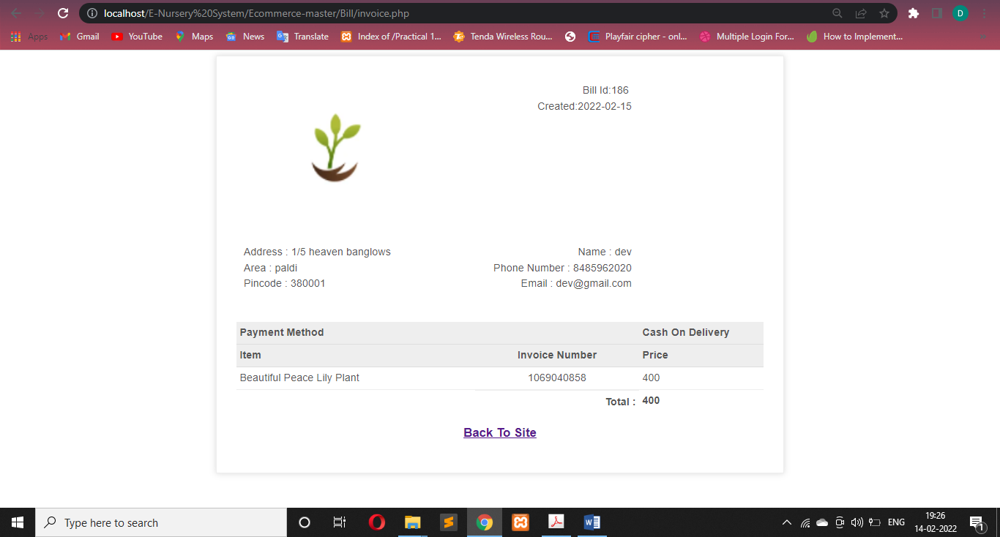 localhost/E-Nursery%20System/Ecommerce-master/Bill/invoice.php
D
Apps Gmail YouTube Maps News Translate Index of /Practical 1... Tenda Wireless Rou... Playfair cipher - onl... Multiple Login For... How to Implement...
Bill Id:186
Created:2022-02-15
Address : 1/5 heaven banglows
Area : paldi
Pincode : 380001
Name : dev
Phone Number : 8485962020
Email : dev@gmail.com
Payment Method Cash On Delivery
Item Invoice Number Price
Beautiful Peace Lily Plant 1069040858 400
Total : 400
Back To Site
Type here to search
ENG
19:26
14-02-2022
1